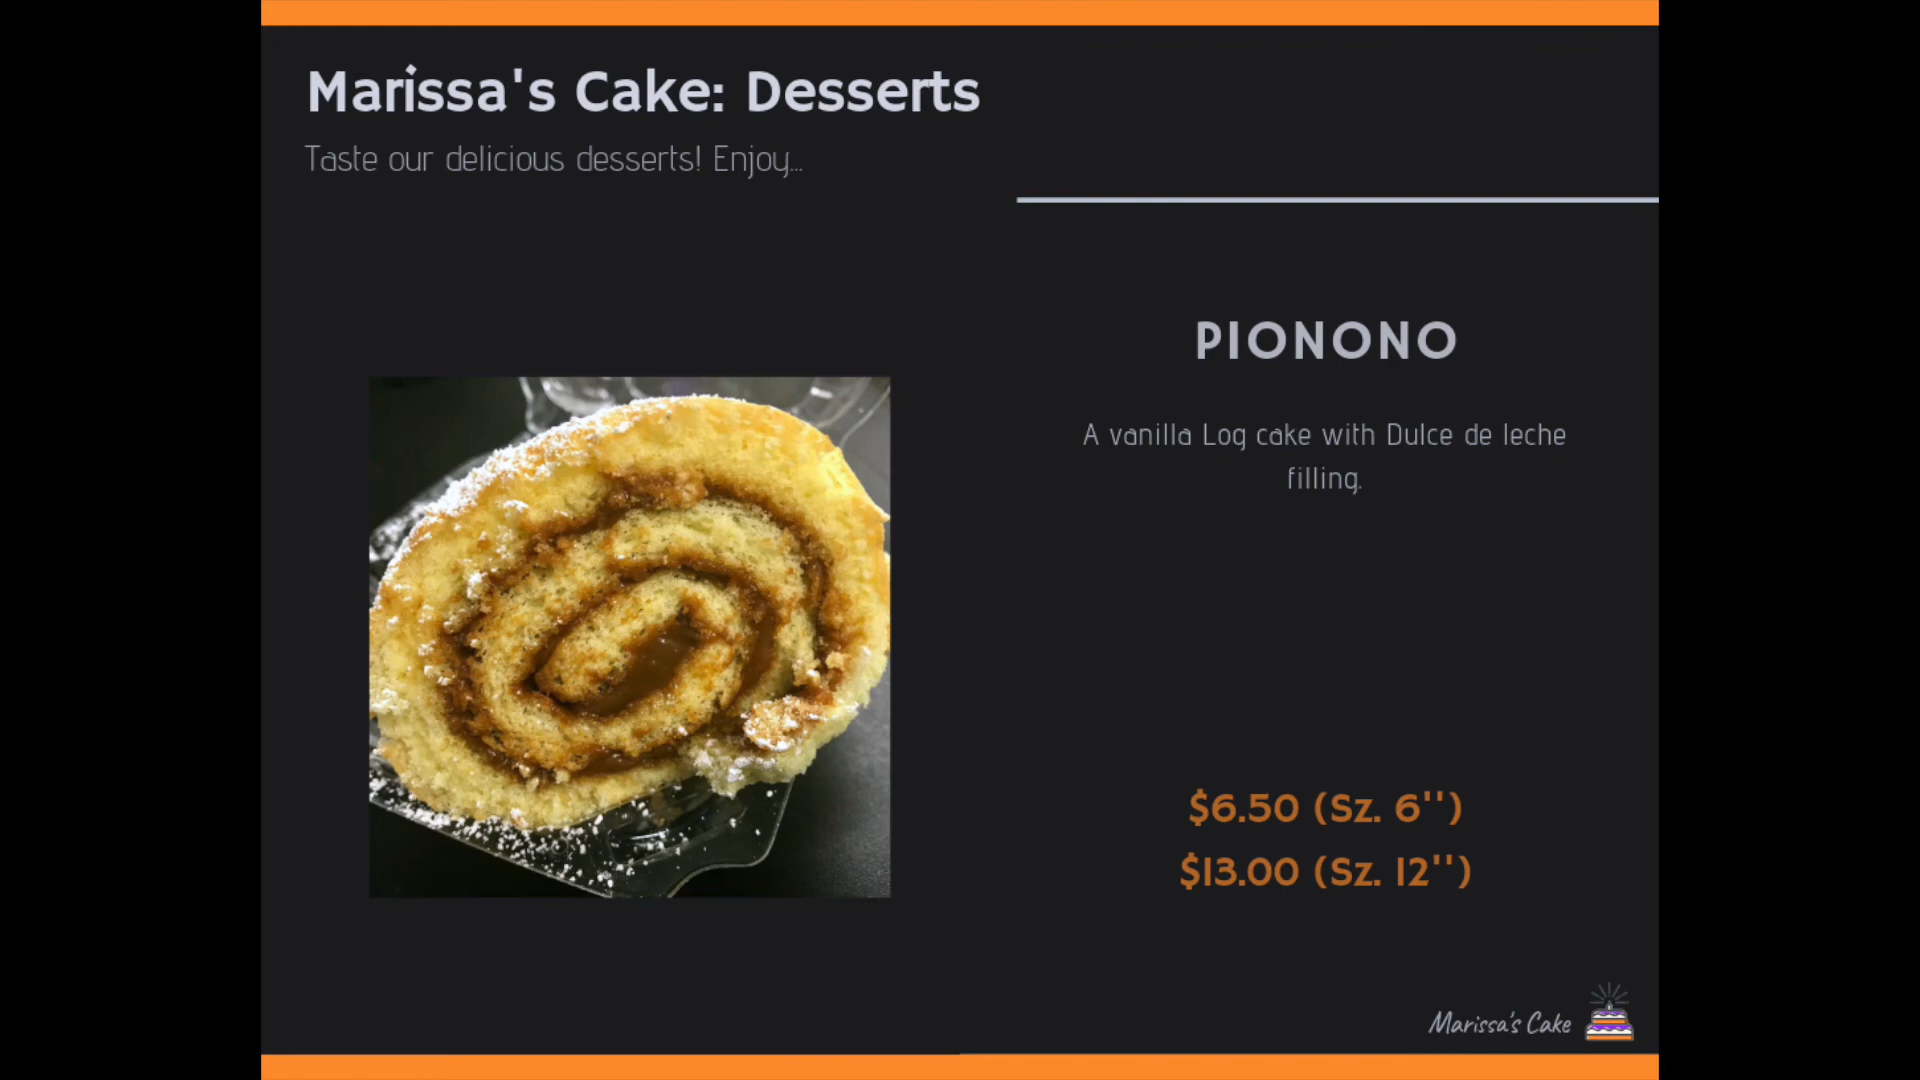 Marissa's Cake: Desserts
Taste our delicious desserts! Enjoy...
PIONONO
A vanilla Log cake with Dulce de leche
filling.
$6.50 (Sz. 6'')
$13.00 (Sz. 12'')
Marissa's Cake